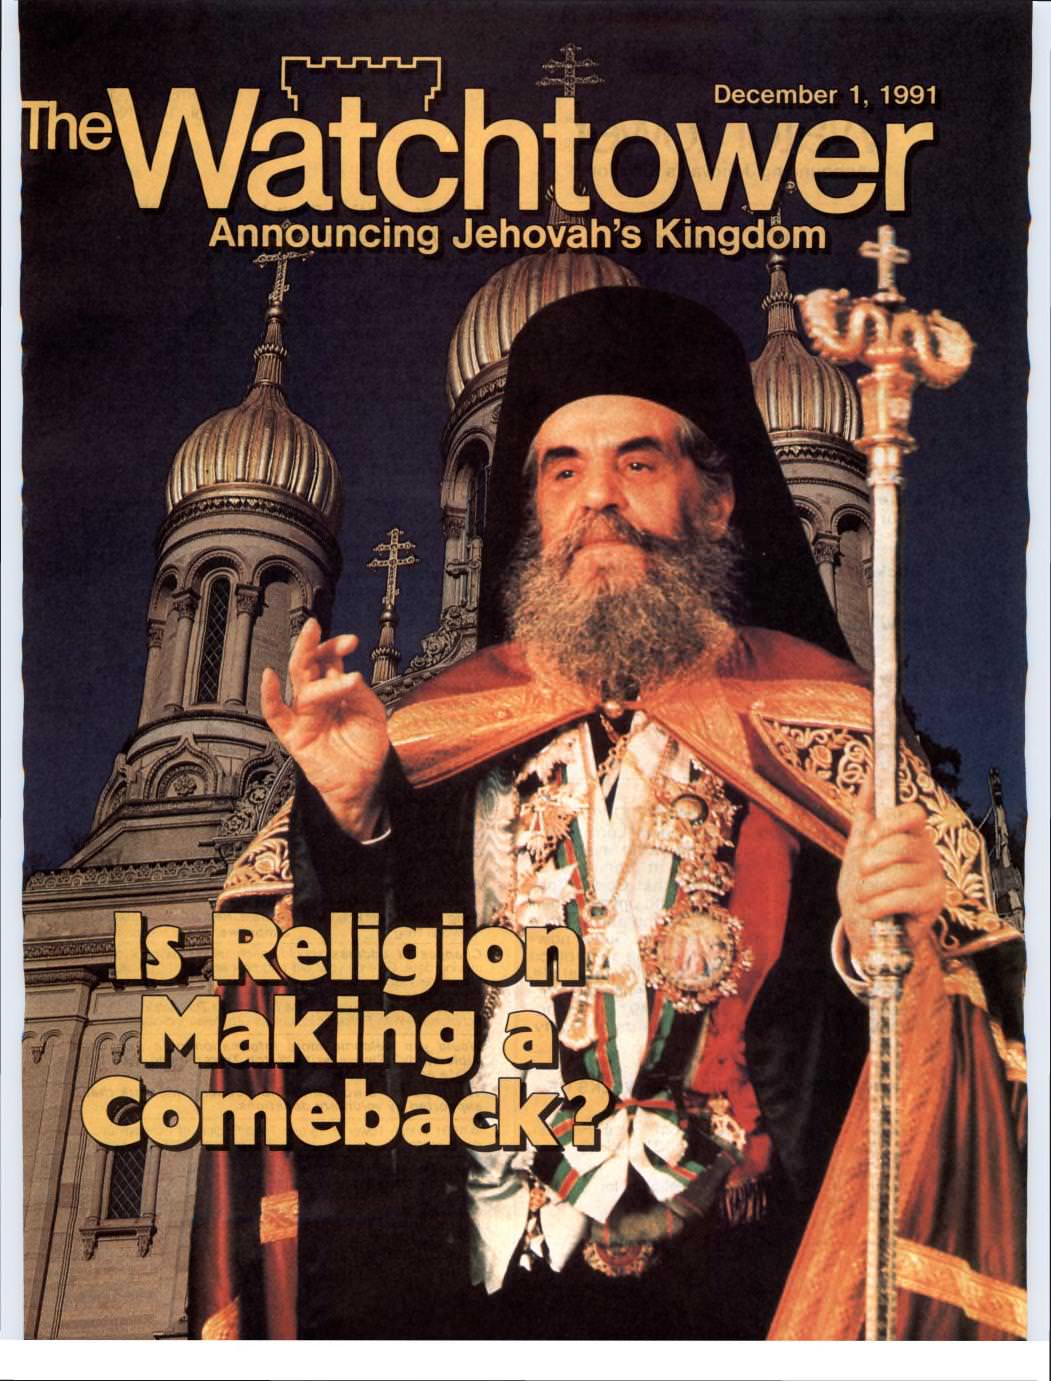 December 1, 1991
The Watchtower
Announcing Jehovah's Kingdom
Is Religion
Making a
Comeback?